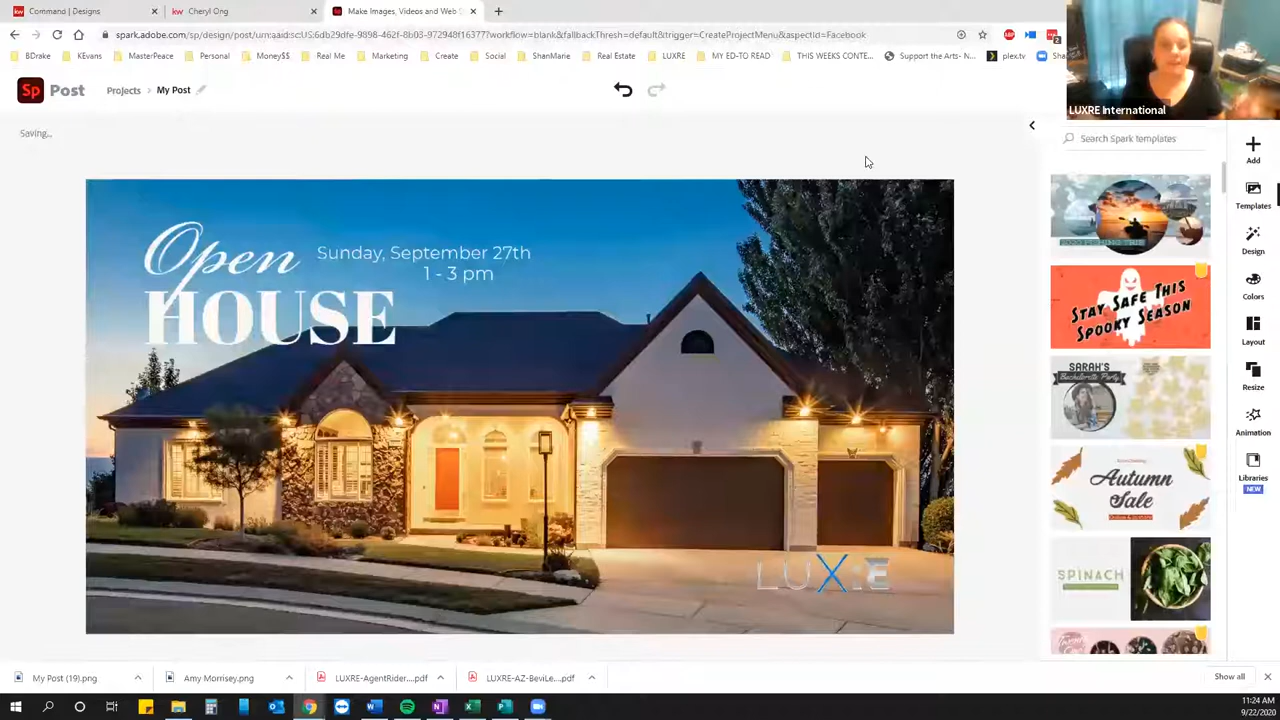 Command | Designs
Cheryl Ong
Make Images, Videos and Web S
spark.adobe.com/sp/design/post/urn:aaid:sc:US:6db29dfe-9898-462f-8b03-972948f16377?workflow=blank&fallbackThresh=default&trigger=CreateProjectMenu&aspectId=Facebook
BDrake
KEvans
MasterPeace
Personal
Money$$
Real Net
Marketing
Create
Social
ShanMarie
Real Estate
LUXRE
MY ED-TO READ
THIS WEEKS CONTE...
Support the Arts- N...
plex.tv
LUXRE International
Sp Post
Projects
My Post
Saving...
Search Spark templates
Add
Templates
Design
Colors
Layout
Resize
Animation
Libraries
NEW
Open
HOUSE
Sunday, September 27th
1 - 3 pm
LUXRE
STAY SAFE THIS
SPOOKY SEASON
SARAH'S
Bachelorette Party
Autumn
Sale
SPINACH
My Post (19).png
Amy Morrisey.png
LUXRE-AgentRider....pdf
LUXRE-AZ-BeviLe....pdf
Show all
11:24 AM
9/22/2020